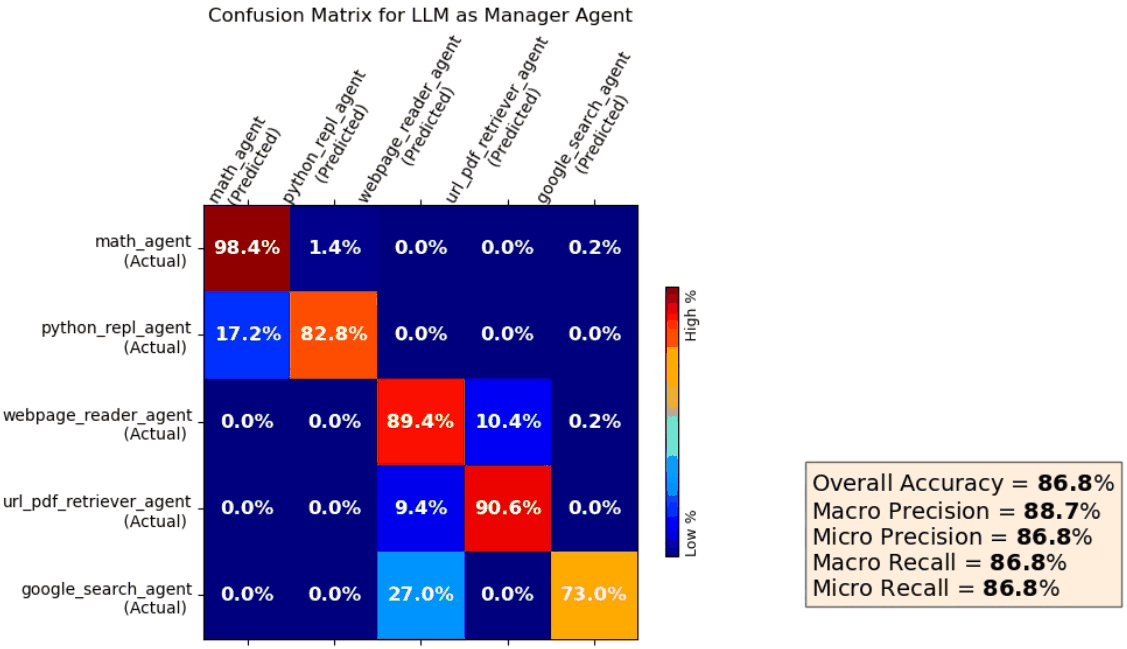 Confusion Matrix for LLM as Manager Agent
math_agent
(Predicted)
python_repl_agent
(Predicted)
webpage_reader_agent
(Predicted)
url_pdf_retriever_agent
(Predicted)
google_search_agent
(Predicted)
math_agent
(Actual)
98.4% 1.4% 0.0% 0.0% 0.2%
python_repl_agent
(Actual)
17.2% 82.8% 0.0% 0.0% 0.0%
webpage_reader_agent
(Actual)
0.0% 0.0% 89.4% 10.4% 0.2%
url_pdf_retriever_agent
(Actual)
0.0% 0.0% 9.4% 90.6% 0.0%
google_search_agent
(Actual)
0.0% 0.0% 27.0% 0.0% 73.0%
High %
Low %
Overall Accuracy = 86.8%
Macro Precision = 88.7%
Micro Precision = 86.8%
Macro Recall = 86.8%
Micro Recall = 86.8%